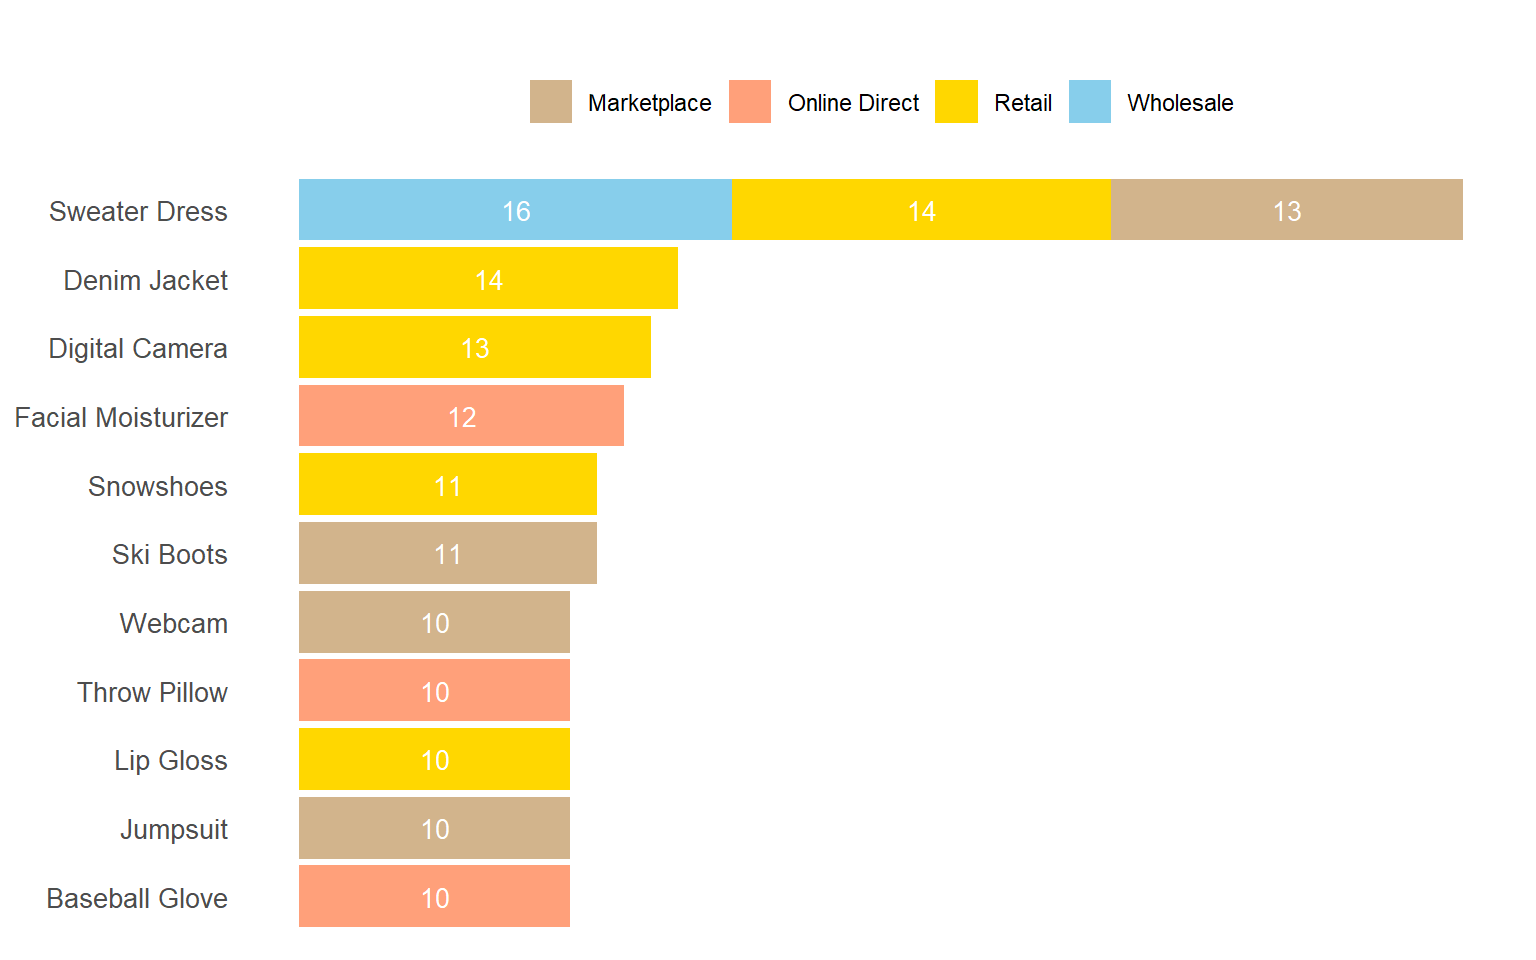 Marketplace Online Direct Retail Wholesale
Sweater Dress 16 14 13
Denim Jacket 14
Digital Camera 13
Facial Moisturizer 12
Snowshoes 11
Ski Boots 11
Webcam 10
Throw Pillow 10
Lip Gloss 10
Jumpsuit 10
Baseball Glove 10